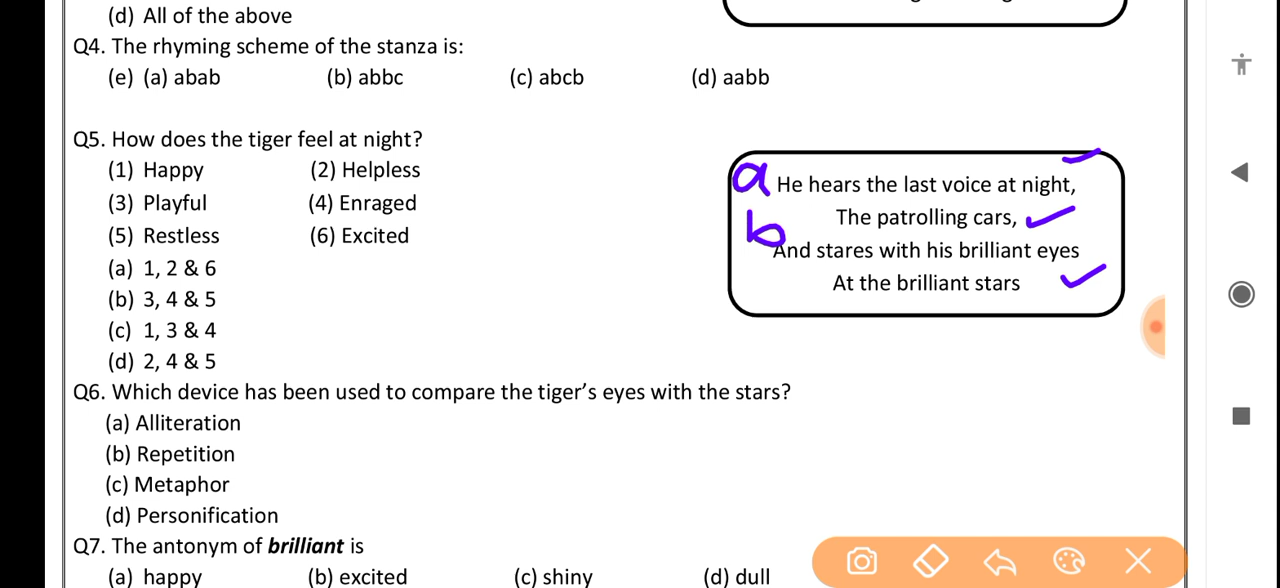 (d) All of the above
Q4. The rhyming scheme of the stanza is:
(e) (a) abab (b) abbc (c) abcb (d) aabb
Q5. How does the tiger feel at night?
(1) Happy (2) Helpless
(3) Playful (4) Enraged
(5) Restless (6) Excited
(a) 1, 2 & 6
(b) 3, 4 & 5
(c) 1, 3 & 4
(d) 2, 4 & 5
a He hears the last voice at night,
b The patrolling cars,
And stares with his brilliant eyes
At the brilliant stars
Q6. Which device has been used to compare the tiger’s eyes with the stars?
(a) Alliteration
(b) Repetition
(c) Metaphor
(d) Personification
Q7. The antonym of brilliant is
(a) happy (b) excited (c) shiny (d) dull